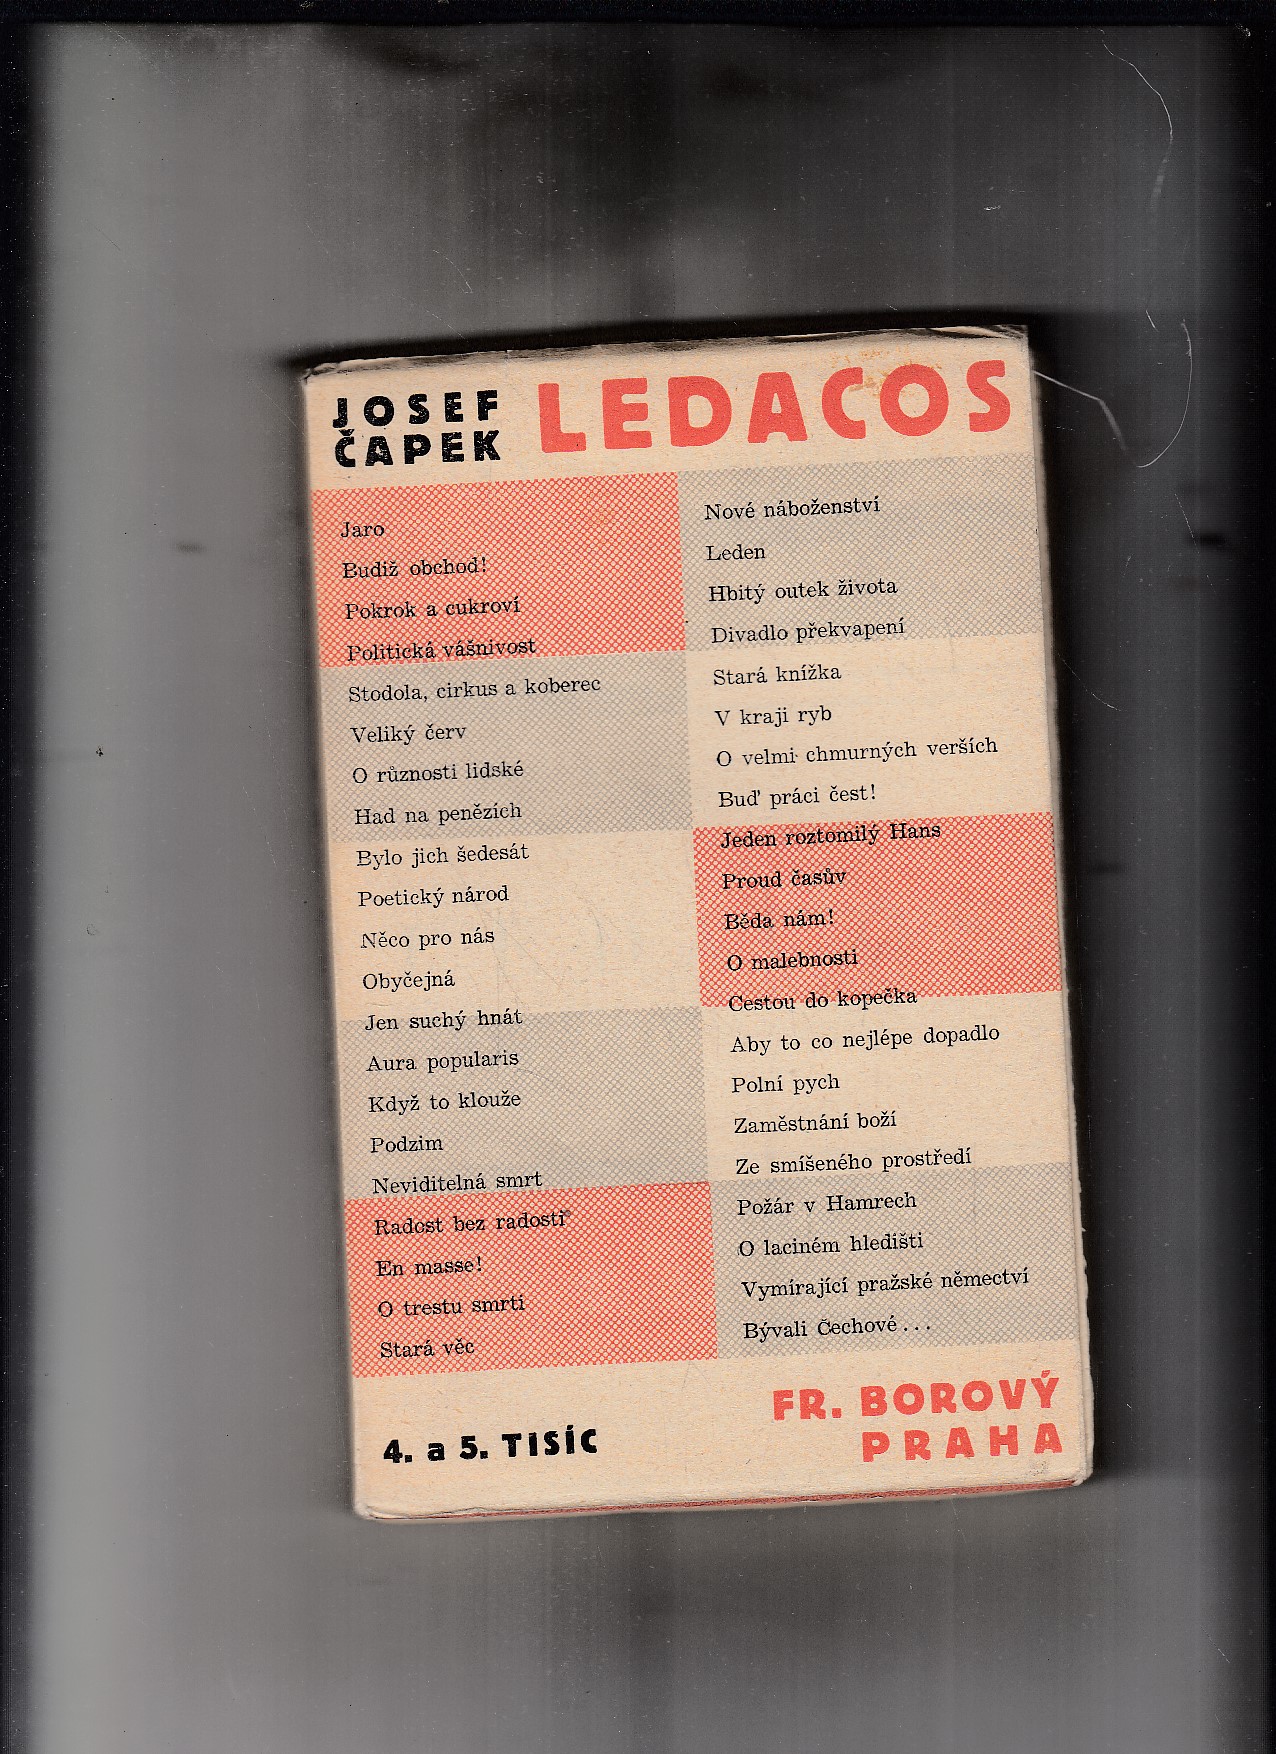 JOSEF
ČAPEK
LEDACOS
Jaro
Budiž obchod!
Pokrok a cukroví
Politická vášnivost
Stodola, cirkus a koberec
Veliký červ
O různosti lidské
Had na penězích
Bylo jich šedesát
Poetický národ
Něco pro nás
Obyčejná
Jen suchý hnát
Aura popularis
Když to klouže
Podzim
Neviditelná smrt
Radost bez radosti
En masse!
O trestu smrti
Stará věc
Nové náboženství
Leden
Hbitý outek života
Divadlo překvapení
Stará knížka
V kraji ryb
O velmi chmurných verších
Buď práci čest!
Jeden roztomilý Hans
Proud časův
Běda nám!
O malebnosti
Cestou do kopečka
Aby to co nejlépe dopadlo
Polní pych
Zaměstnání boží
Ze smíšeného prostředí
Požár v Hamrech
O laciném hledišti
Vymírající pražské němectví
Bývali Čechové...
4. a 5. TISÍC
FR. BOROVÝ
PRAHA